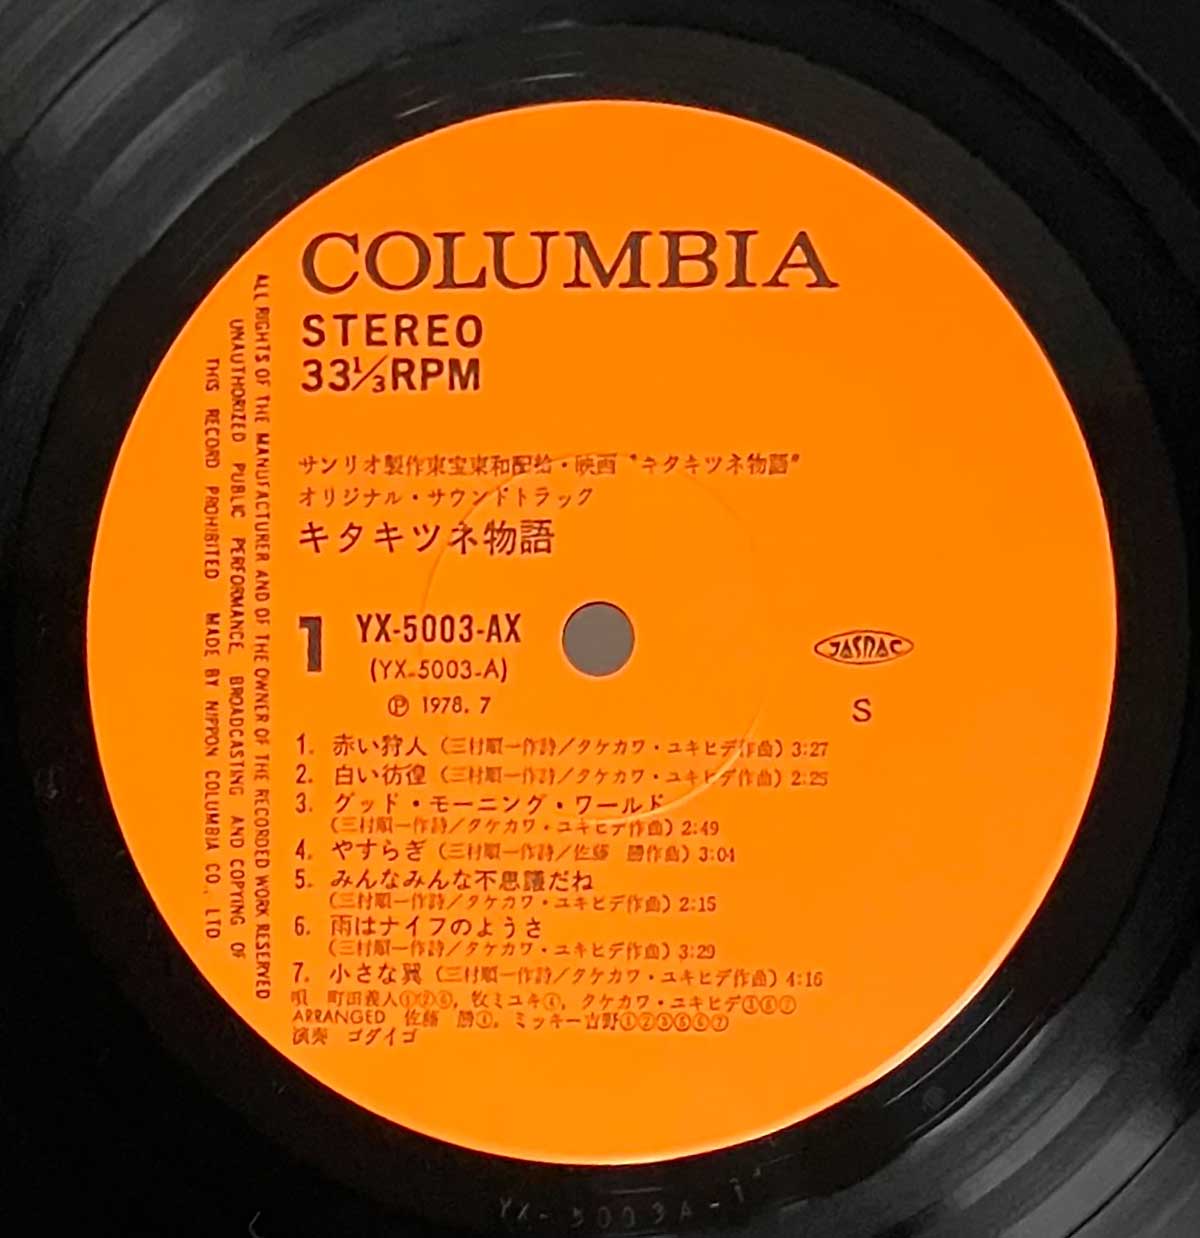 COLUMBIA
STEREO
33⅓RPM
サンリオ製作東宝東和配給・映画“キタキツネ物語”
オリジナル・サウンドトラック
キタキツネ物語
1 YX-5003-AX
(YX-5003-A)
Ⓟ 1978. 7
JASRAC
S
1. 赤い狩人（三村順一作詩／タケカワ・ユキヒデ作曲）3:27
2. 白い彷徨（三村順一作詩／タケカワ・ユキヒデ作曲）2:25
3. グッド・モーニング・ワールド
（三村順一作詩／タケカワ・ユキヒデ作曲）2:49
4. やすらぎ（三村順一作詩／佐藤 勝作曲）3:04
5. みんなみんな不思議だね
（三村順一作詩／タケカワ・ユキヒデ作曲）2:15
6. 雨はナイフのようさ
（三村順一作詩／タケカワ・ユキヒデ作曲）3:29
7. 小さな翼（三村順一作詩／タケカワ・ユキヒデ作曲）4:16
唄 町田義人①②⑥, 牧ミユキ④, タケカワ・ユキヒデ
ARRANGED 佐藤 勝④, ミッキー吉野①②③⑤⑥⑦
演奏 ゴダイゴ
ALL RIGHTS OF THE MANUFACTURER AND OF THE OWNER OF THE RECORDED WORK RESERVED
UNAUTHORIZED PUBLIC PERFORMANCE BROADCASTING AND COPYING OF
THIS RECORD PROHIBITED MADE BY NIPPON COLUMBIA CO., LTD
YX-5003A-1